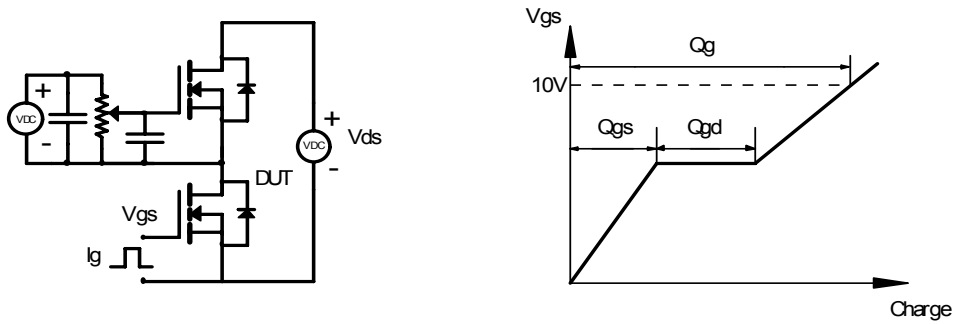 +
VDC
-
Vgs
Ig
DUT
+
VDC
-
Vds
Vgs
Qg
10V
Qgs
Qgd
Charge